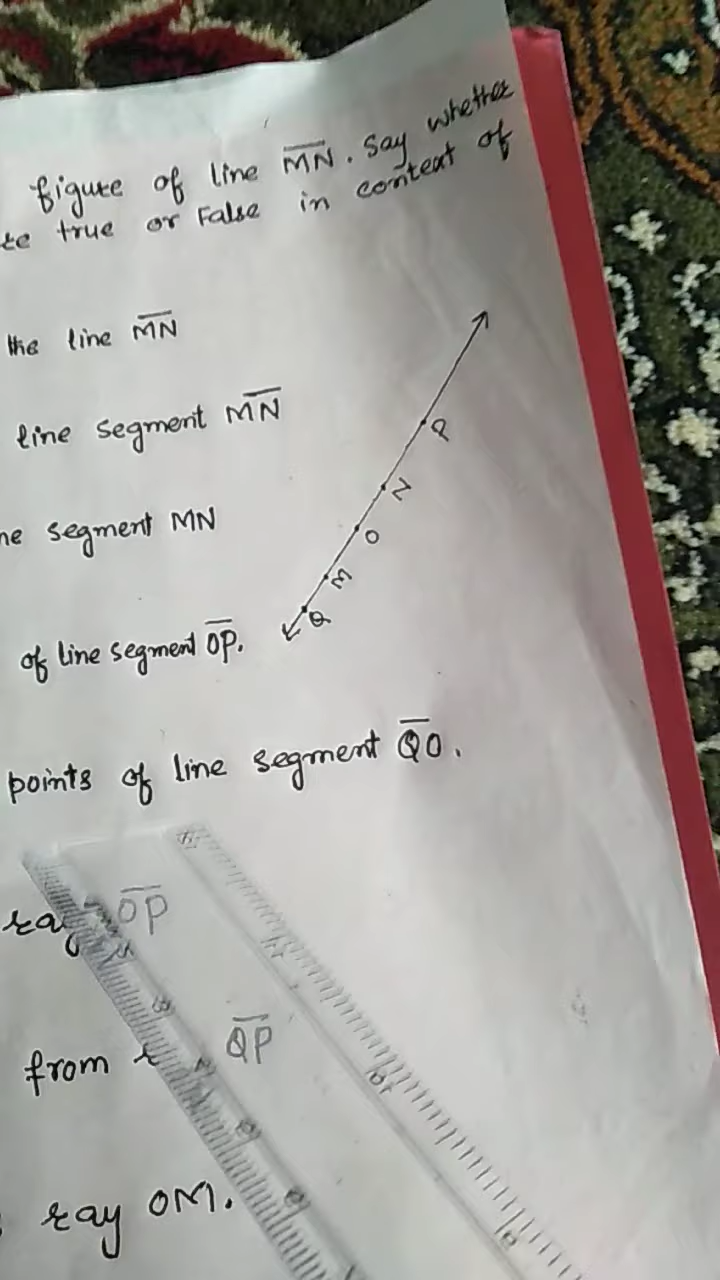 figure of line MN. Say whether
te true or False in context of
the line MN
line segment MN
ne segment MN
of line segment OP.
points of line segment QO.
ray OP
from QP
ray OM.
P
N
O
M
Q